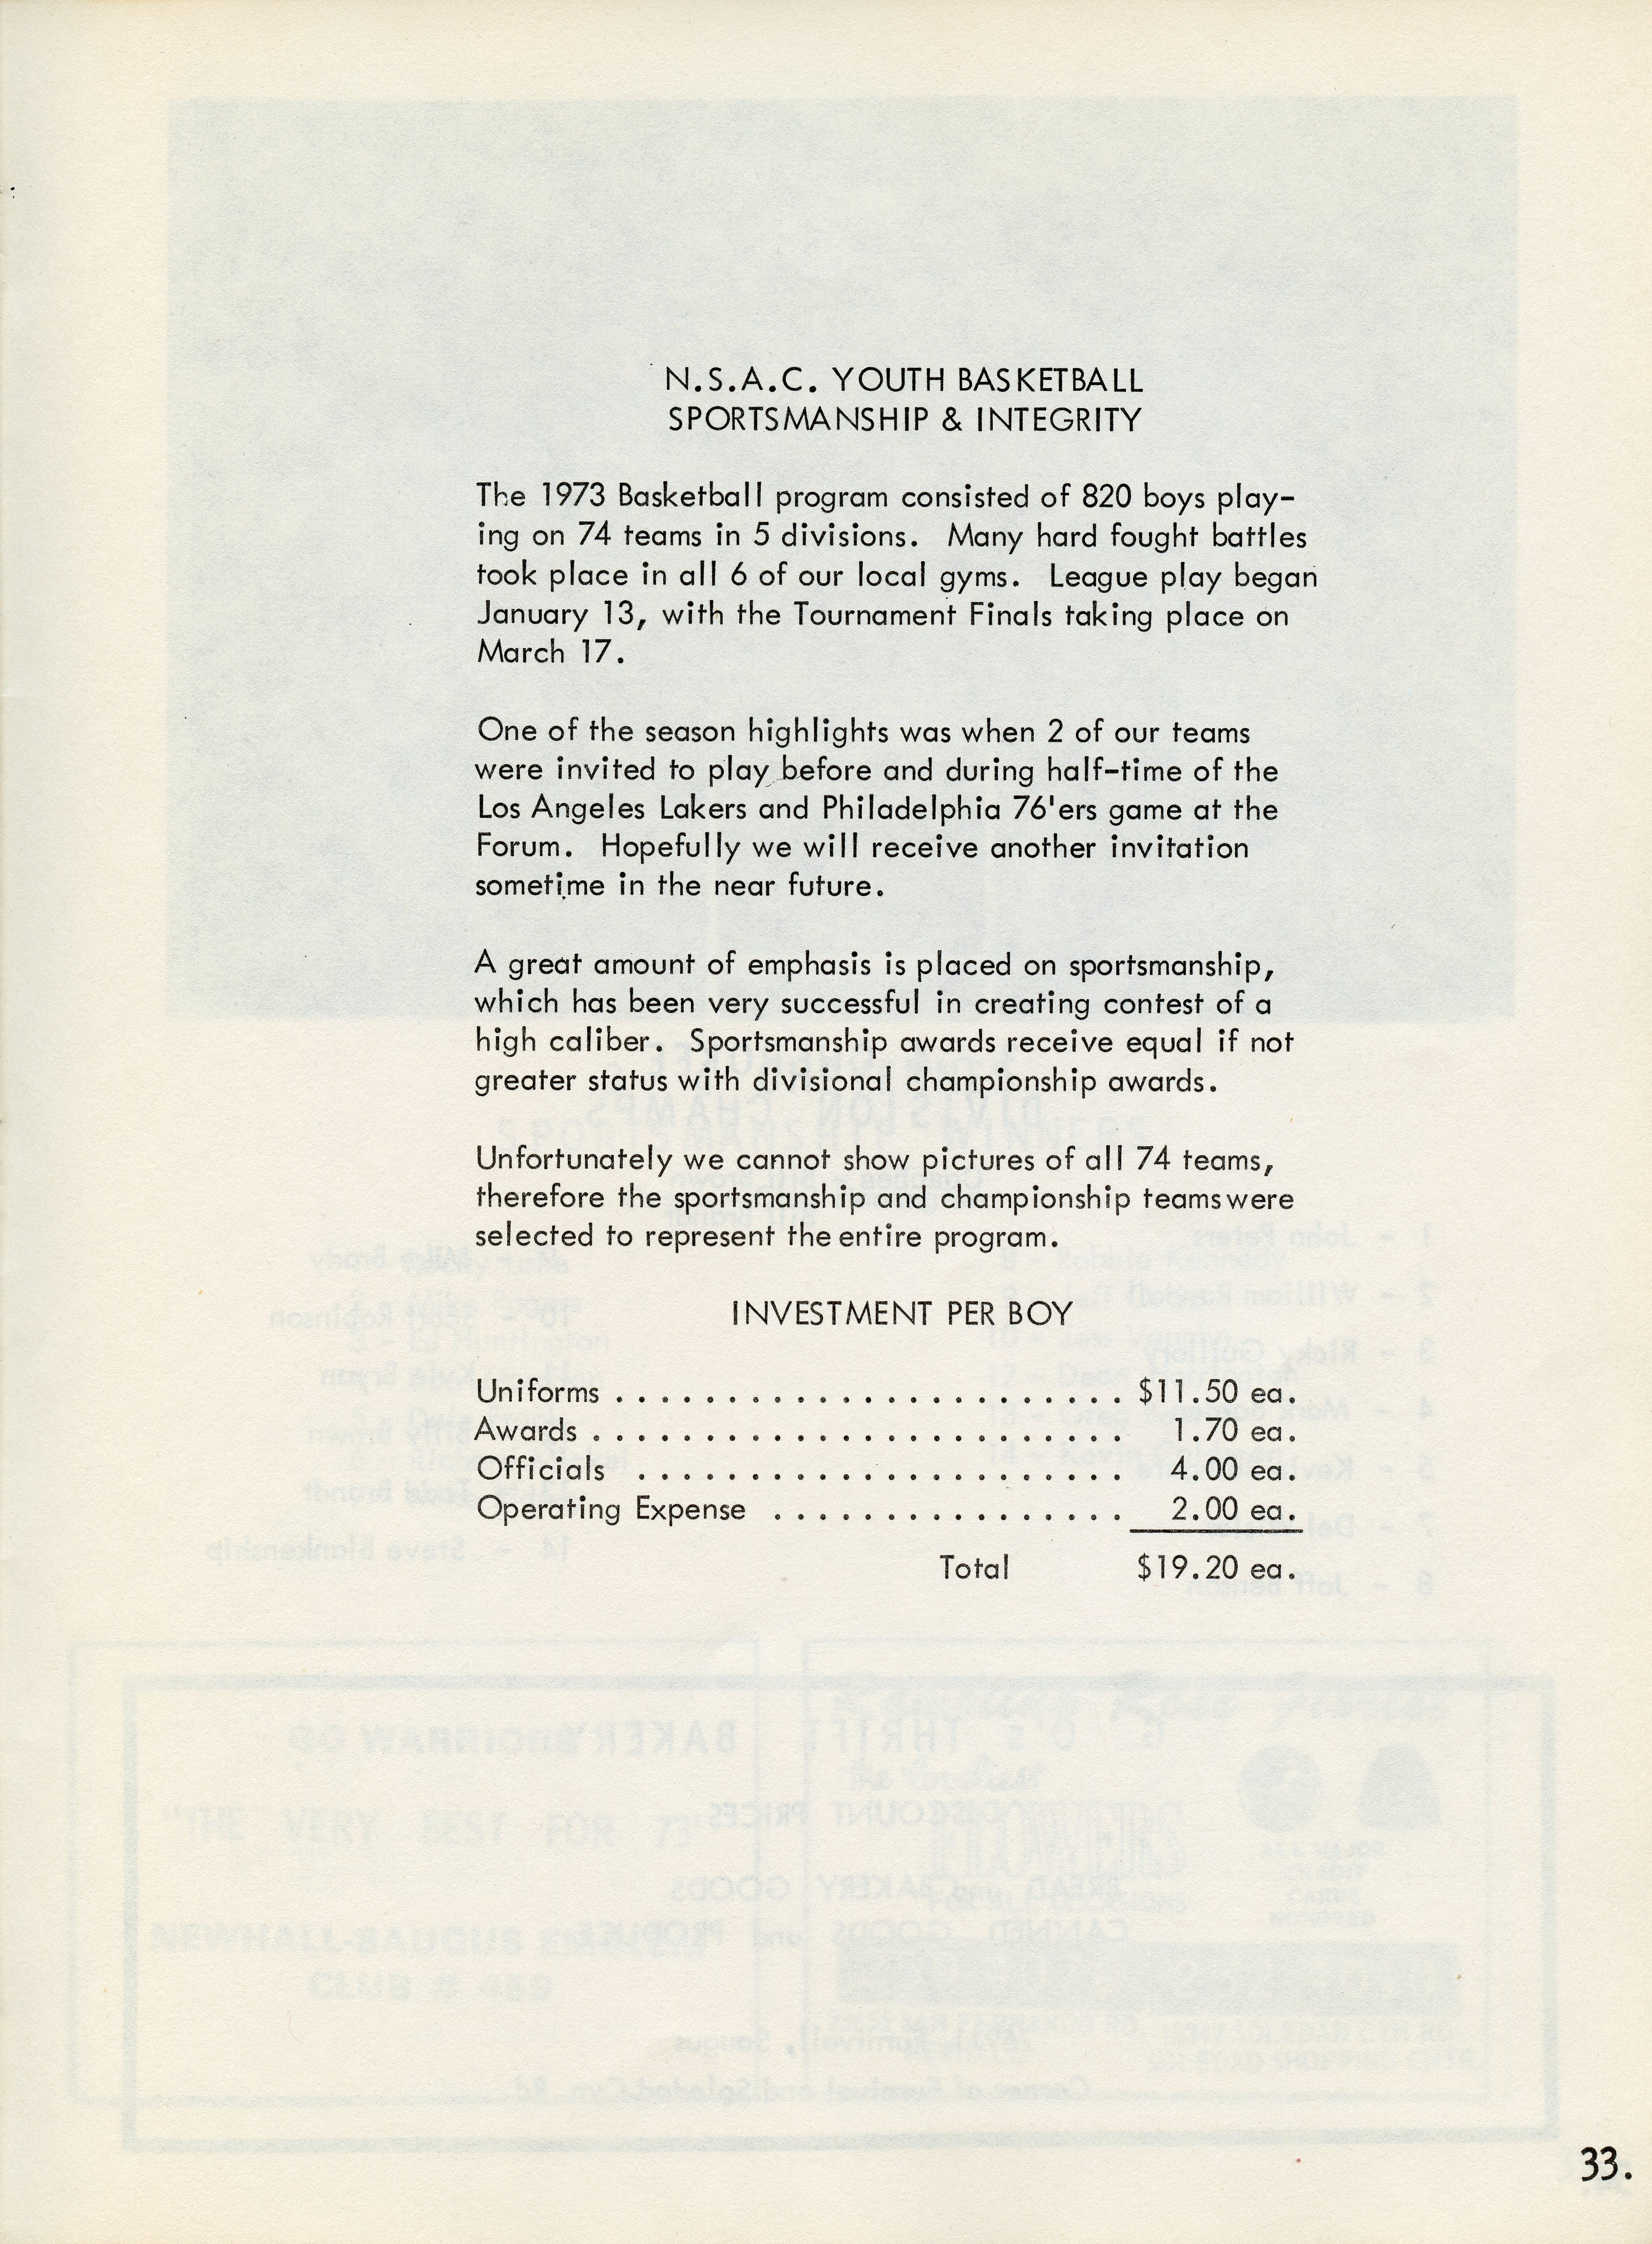 N.S.A.C. YOUTH BASKETBALL
SPORTSMANSHIP & INTEGRITY
The 1973 Basketball program consisted of 820 boys play-
ing on 74 teams in 5 divisions. Many hard fought battles
took place in all 6 of our local gyms. League play began
January 13, with the Tournament Finals taking place on
March 17.
One of the season highlights was when 2 of our teams
were invited to play before and during half-time of the
Los Angeles Lakers and Philadelphia 76'ers game at the
Forum. Hopefully we will receive another invitation
sometime in the near future.
A great amount of emphasis is placed on sportsmanship,
which has been very successful in creating contest of a
high caliber. Sportsmanship awards receive equal if not
greater status with divisional championship awards.
Unfortunately we cannot show pictures of all 74 teams,
therefore the sportsmanship and championship teams were
selected to represent the entire program.
INVESTMENT PER BOY
Uniforms . . . . . . . . . . . . . . . . . . . . . . . $11.50 ea.
Awards . . . . . . . . . . . . . . . . . . . . . . . . 1.70 ea.
Officials . . . . . . . . . . . . . . . . . . . . . . 4.00 ea.
Operating Expense . . . . . . . . . . . . . . . . 2.00 ea.
Total $19.20 ea.
33.